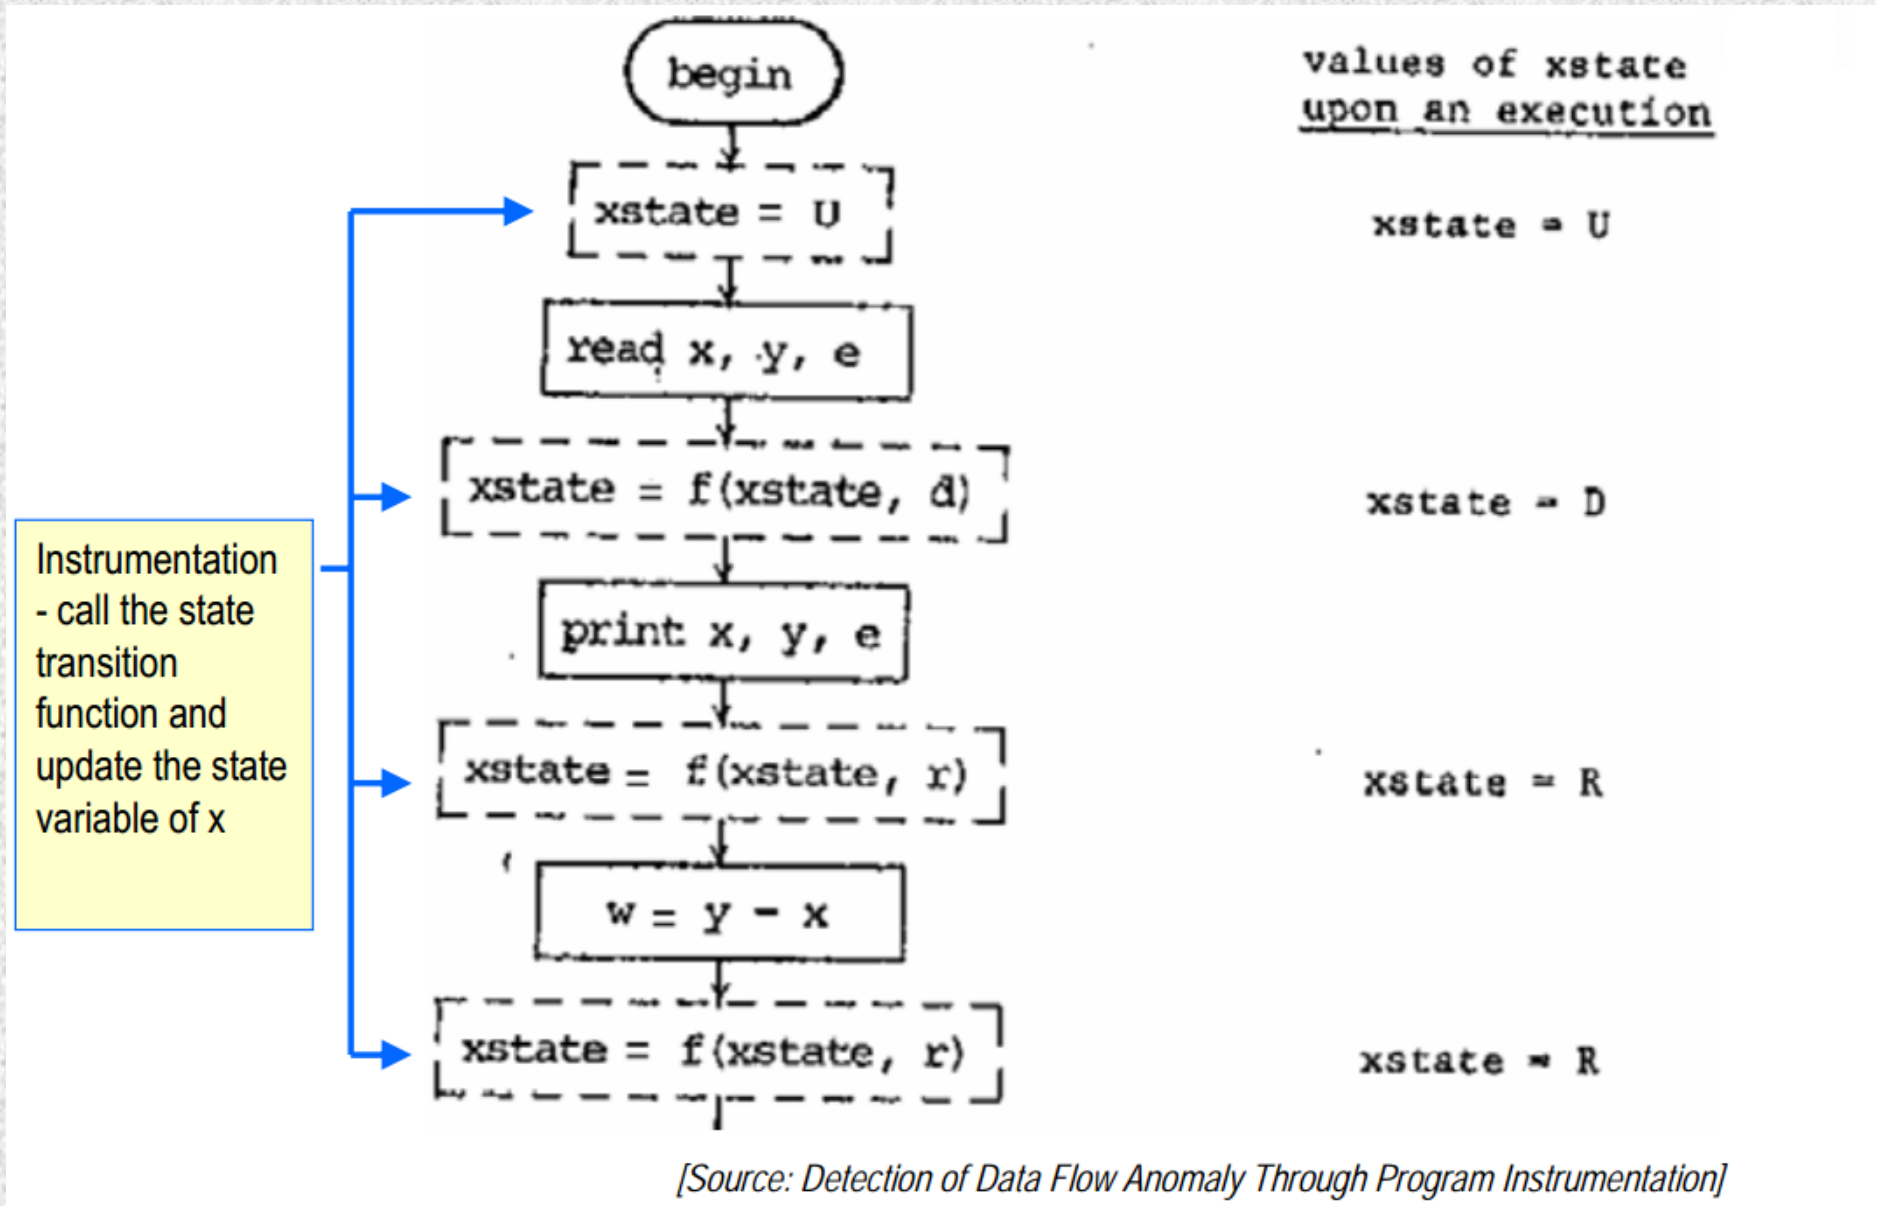 begin
values of xstate
upon an execution
xstate = U
xstate = U
read x, y, e
xstate = f(xstate, d)
xstate = D
Instrumentation
- call the state
transition
function and
update the state
variable of x
print x, y, e
xstate = f(xstate, r)
xstate = R
w = y - x
xstate = f(xstate, r)
xstate = R
[Source: Detection of Data Flow Anomaly Through Program Instrumentation]